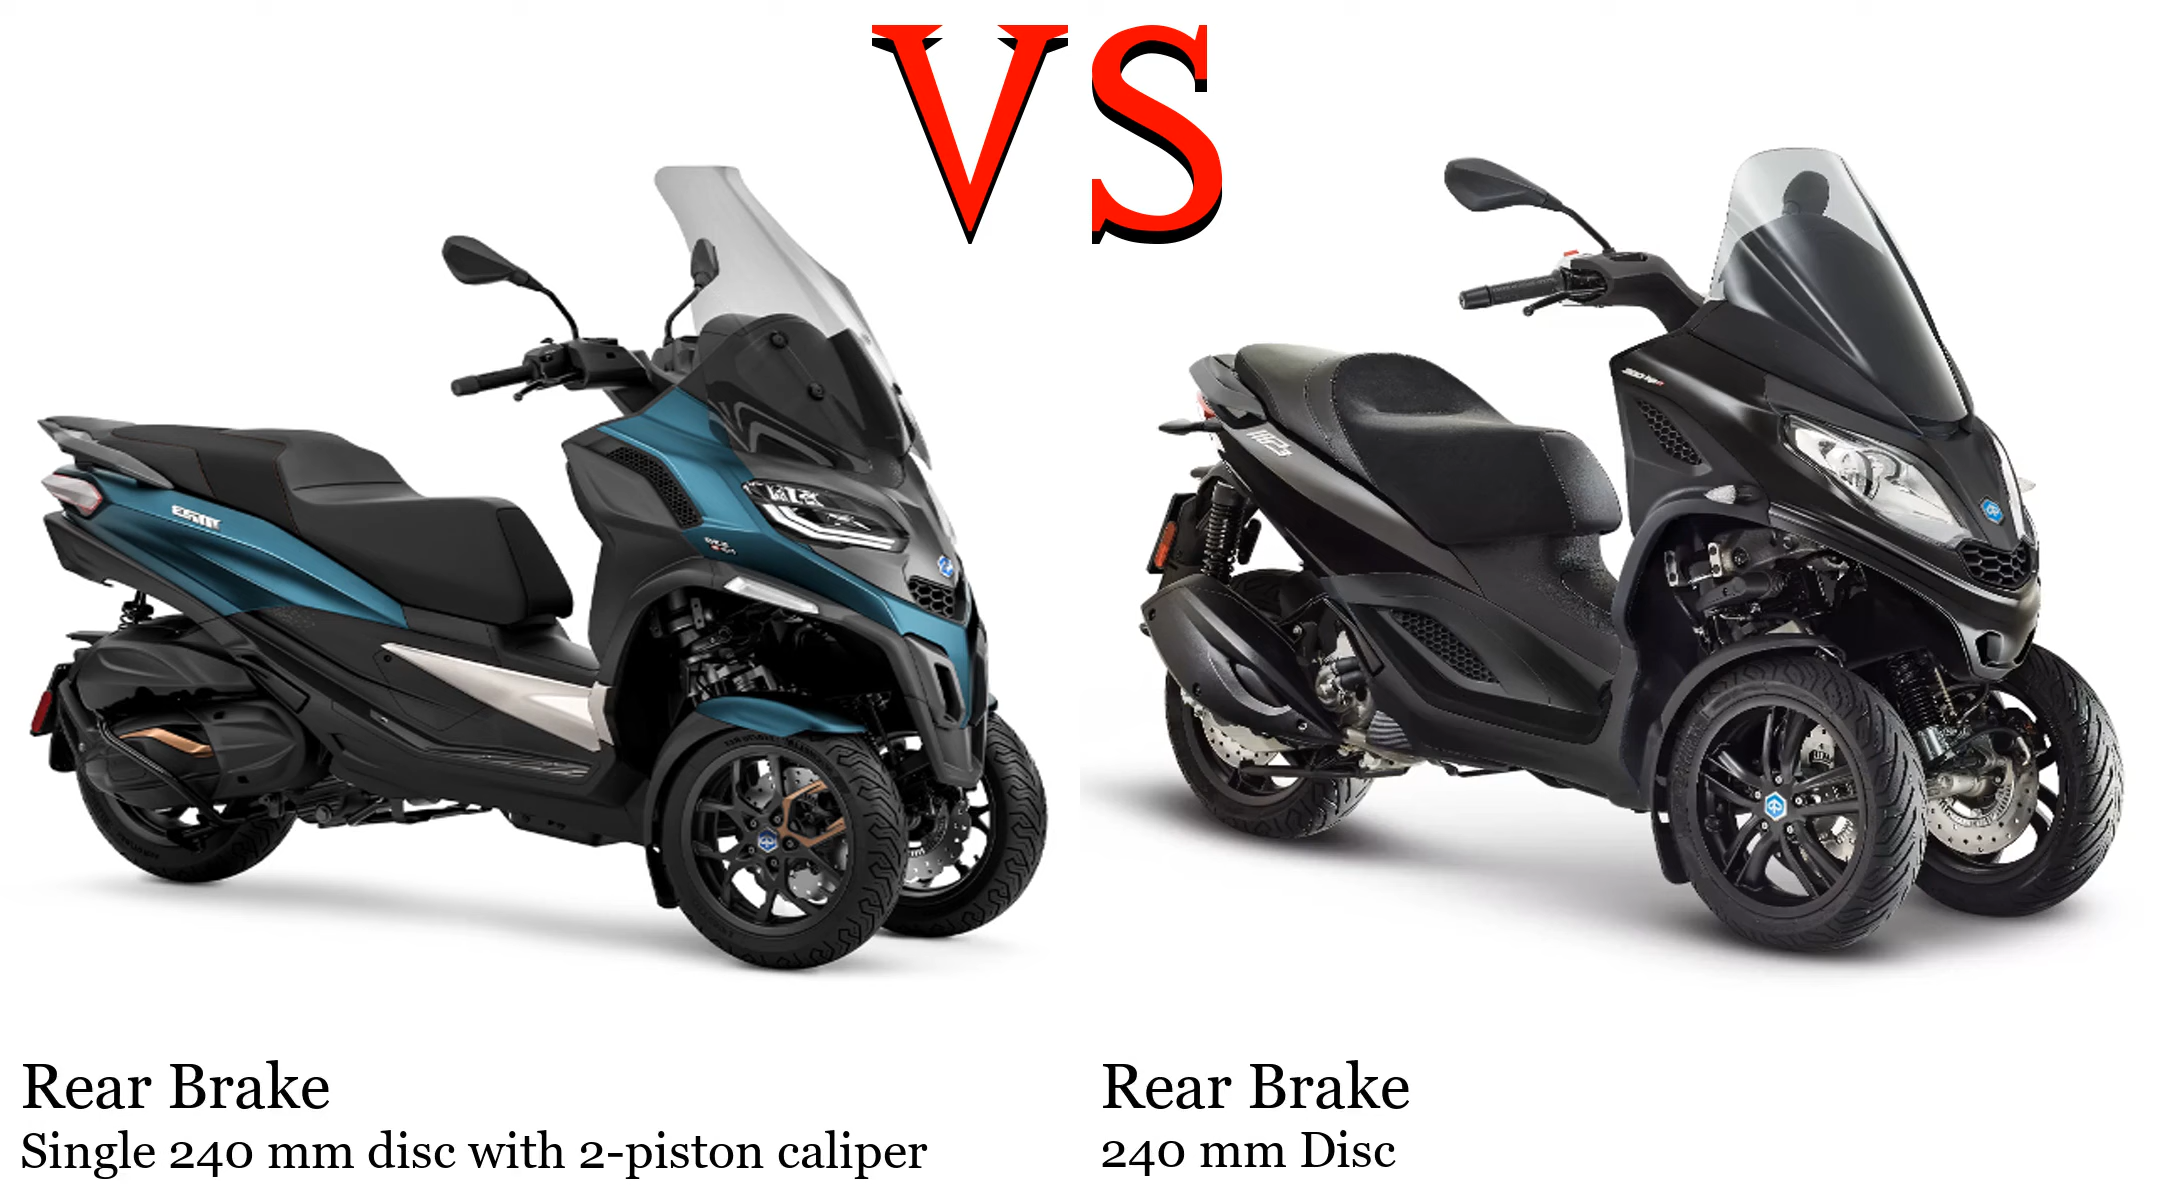 VS
Rear Brake
Single 240 mm disc with 2-piston caliper
Rear Brake
240 mm Disc